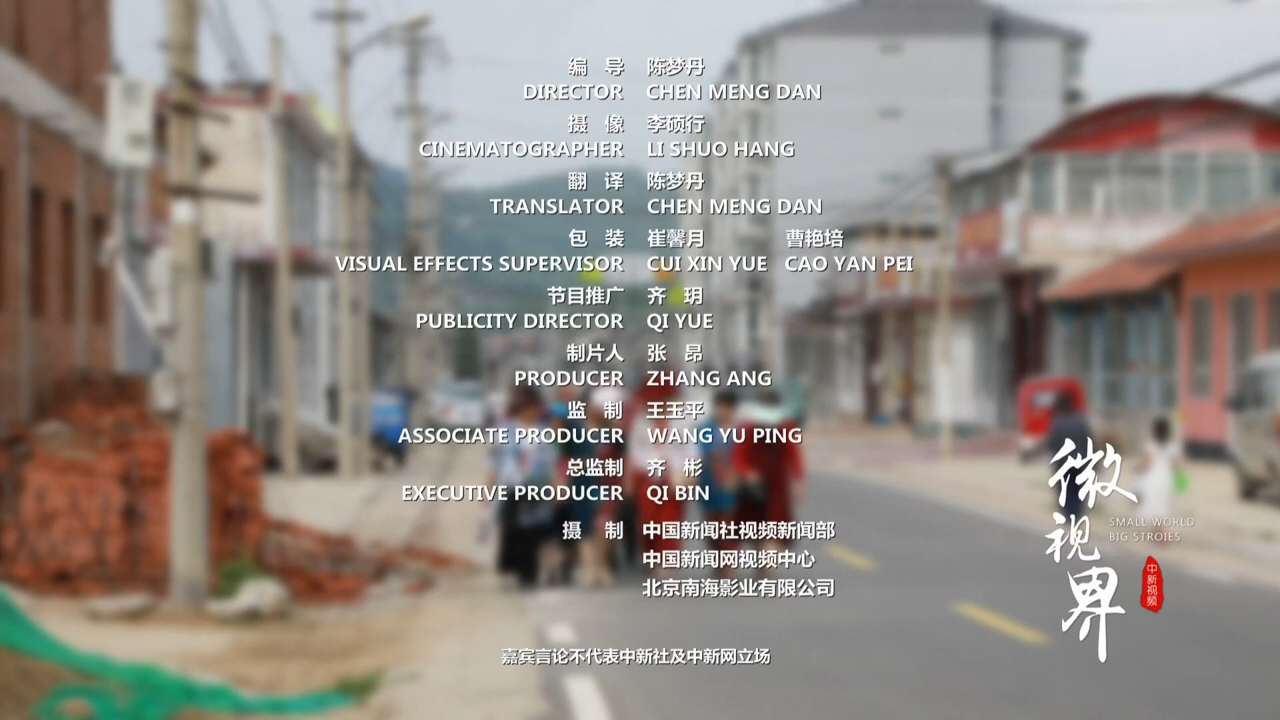 编 导 陈梦丹
DIRECTOR CHEN MENG DAN
摄 像 李硕行
CINEMATOGRAPHER LI SHUO HANG
翻 译 陈梦丹
TRANSLATOR CHEN MENG DAN
包 装 崔馨月 曹艳培
VISUAL EFFECTS SUPERVISOR CUI XIN YUE CAO YAN PEI
节目推广 齐 玥
PUBLICITY DIRECTOR QI YUE
制片人 张 昂
PRODUCER ZHANG ANG
监 制 王玉平
ASSOCIATE PRODUCER WANG YU PING
总监制 齐 彬
EXECUTIVE PRODUCER QI BIN
摄 制 中国新闻社视频新闻部
中国新闻网视频中心
北京南海影业有限公司
嘉宾言论不代表中新社及中新网立场
微视界
SMALL WORLD
BIG STROIES
中新视频